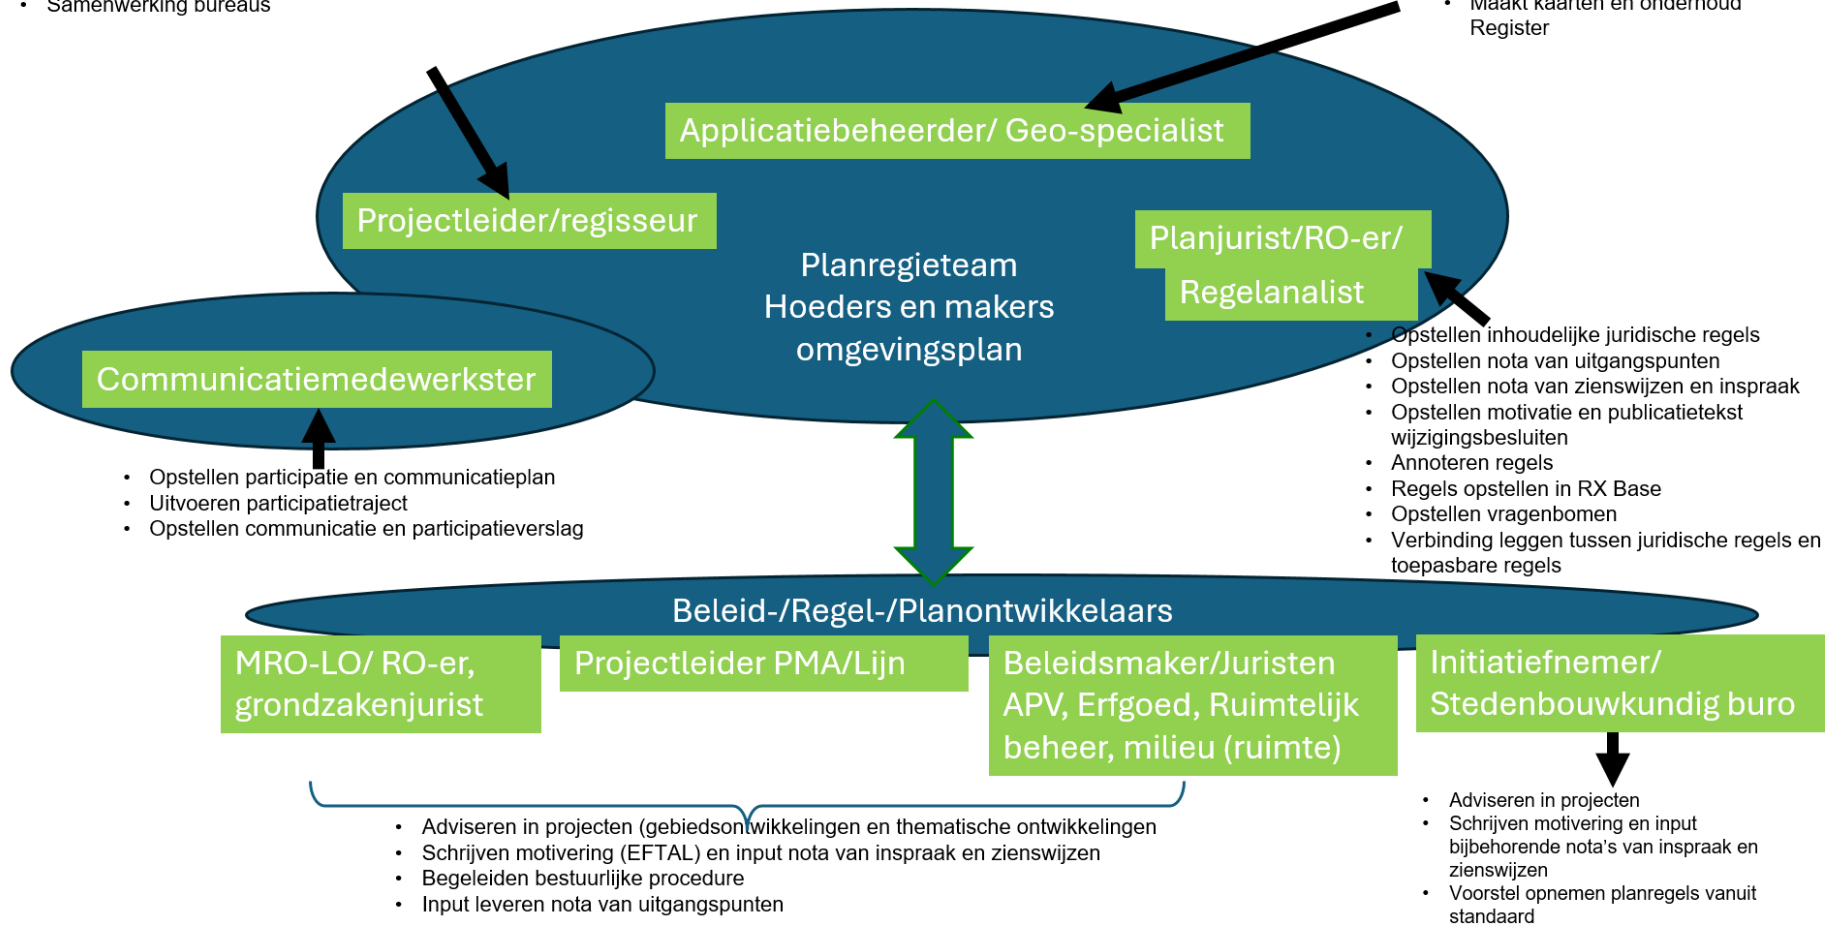 • Samenwerking bureaus
• Maakt kaarten en onderhoud
Register
Applicatiebeheerder/ Geo-specialist
Projectleider/regisseur
Planjurist/RO-er/
Regelanalist
Planregieteam
Hoeders en makers
omgevingsplan
Communicatiemedewerkster
• Opstellen inhoudelijke juridische regels
• Opstellen nota van uitgangspunten
• Opstellen nota van zienswijzen en inspraak
• Opstellen motivatie en publicatietekst
wijzigingsbesluiten
• Annoteren regels
• Regels opstellen in RX Base
• Opstellen vragenbomen
• Verbinding leggen tussen juridische regels en
toepasbare regels
• Opstellen participatie en communicatieplan
• Uitvoeren participatietraject
• Opstellen communicatie en participatieverslag
Beleid-/Regel-/Planontwikkelaars
MRO-LO/ RO-er,
grondzakenjurist
Projectleider PMA/Lijn
Beleidsmaker/Juristen
APV, Erfgoed, Ruimtelijk
beheer, milieu (ruimte)
Initiatiefnemer/
Stedenbouwkundig buro
• Adviseren in projecten (gebiedsontwikkelingen en thematische ontwikkelingen
• Schrijven motivering (EFTAL) en input nota van inspraak en zienswijzen
• Begeleiden bestuurlijke procedure
• Input leveren nota van uitgangspunten
• Adviseren in projecten
• Schrijven motivering en input
bijbehorende nota's van inspraak en
zienswijzen
• Voorstel opnemen planregels vanuit
standaard